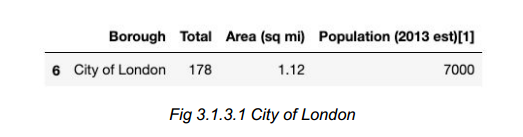 Borough Total Area (sq mi) Population (2013 est)[1]
6 City of London 178 1.12 7000
Fig 3.1.3.1 City of London